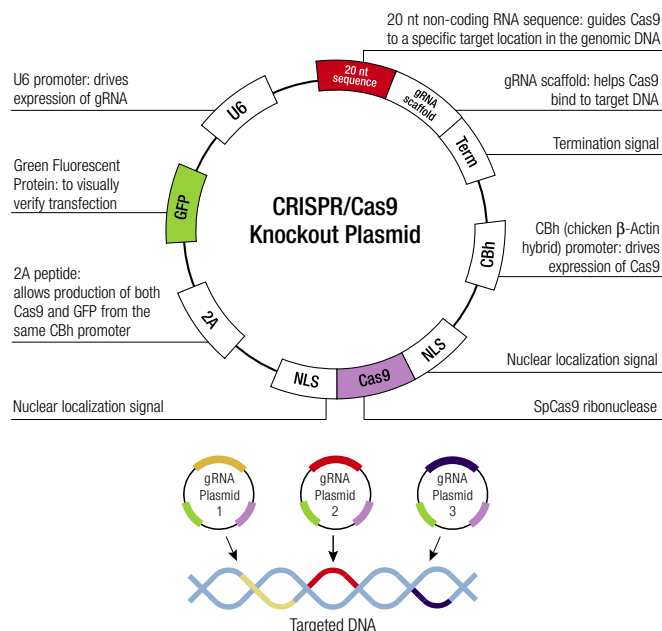 20 nt non-coding RNA sequence: guides Cas9
to a specific target location in the genomic DNA
U6 promoter: drives
expression of gRNA
20 nt
sequence
gRNA
scaffold
gRNA scaffold: helps Cas9
bind to target DNA
U6
Term
Termination signal
Green Fluorescent
Protein: to visually
verify transfection
GFP
CRISPR/Cas9
Knockout Plasmid
CBh
CBh (chicken β-Actin
hybrid) promoter: drives
expression of Cas9
2A peptide:
allows production of both
Cas9 and GFP from the
same CBh promoter
2A
NLS
Cas9
NLS
Nuclear localization signal
Nuclear localization signal
SpCas9 ribonuclease
gRNA
Plasmid
1
gRNA
Plasmid
2
gRNA
Plasmid
3
Targeted DNA